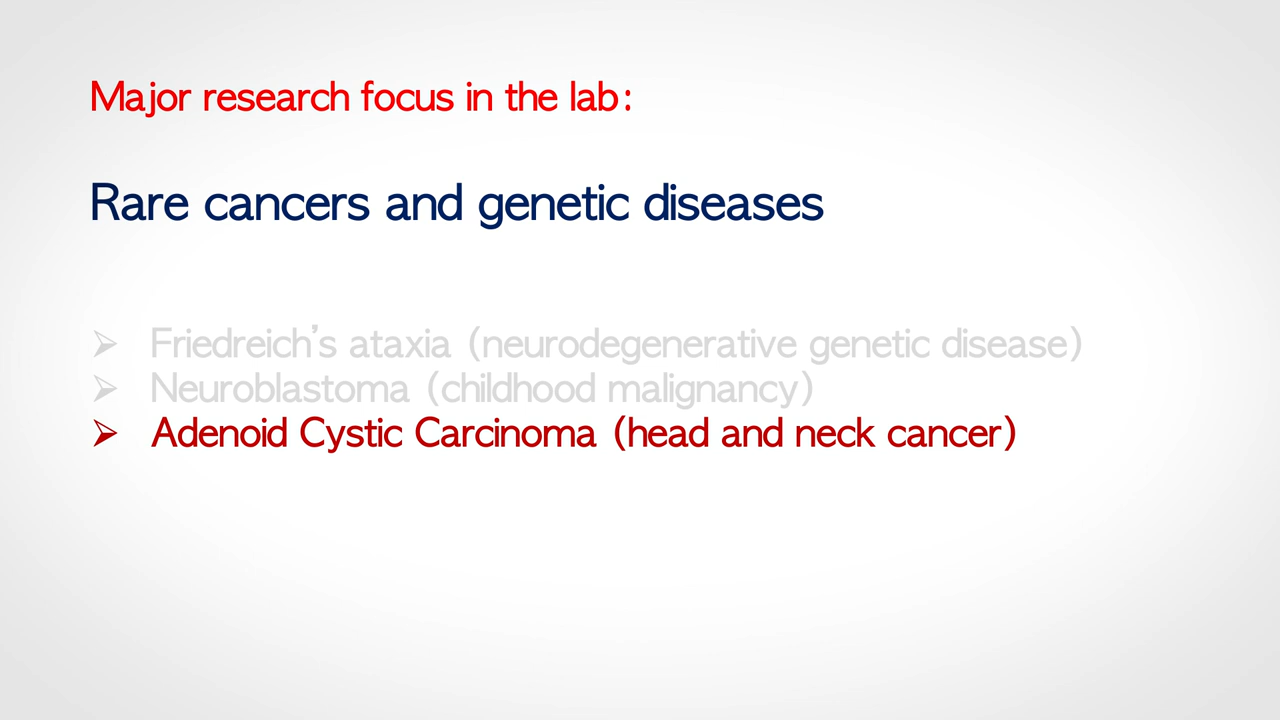 Major research focus in the lab:
Rare cancers and genetic diseases
➢ Friedreich’s ataxia (neurodegenerative genetic disease)
➢ Neuroblastoma (childhood malignancy)
➢ Adenoid Cystic Carcinoma (head and neck cancer)